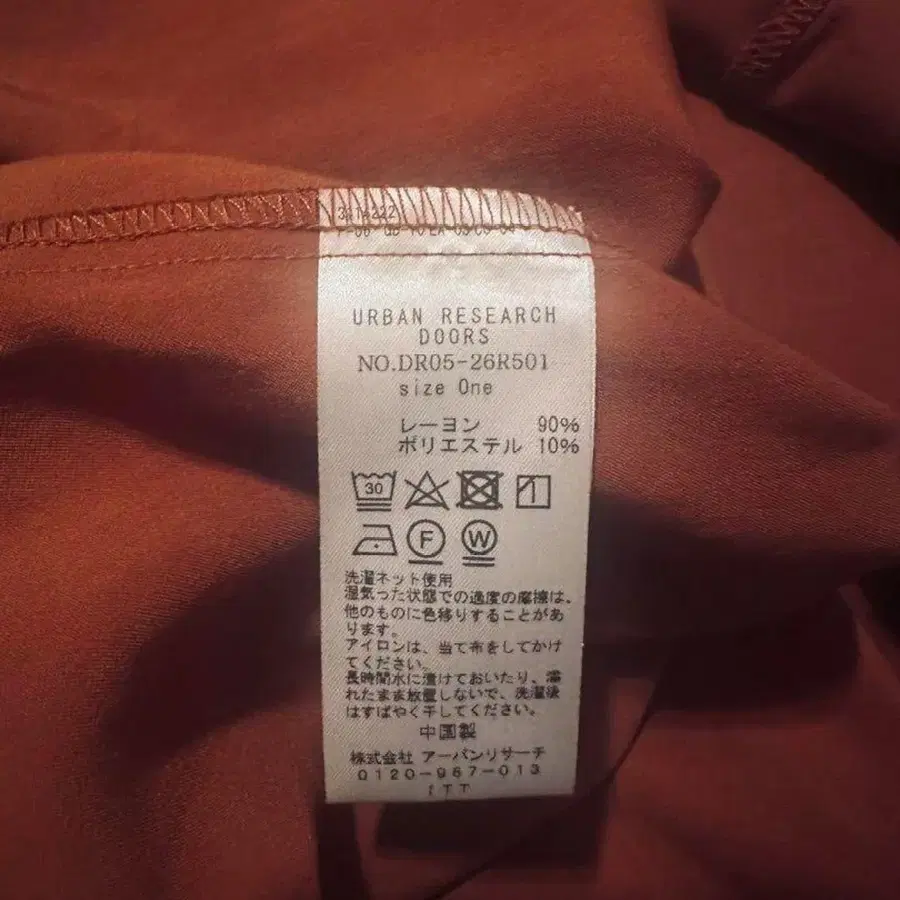 3314222
URBAN RESEARCH
DOORS
NO.DR05-26R501
size One
レーヨン 90%
ポリエステル 10%
30
F W
洗濯ネット使用
湿気った状態での過度の摩擦は、
他のものに色移りすることがあ
ります。
アイロンは、当て布をしてかけ
てください。
長時間水に漬けておいたり、濡
れたまま放置しないで、洗濯後
はすばやく干してください。
中国製
株式会社 アーバンリサーチ
0120-967-013